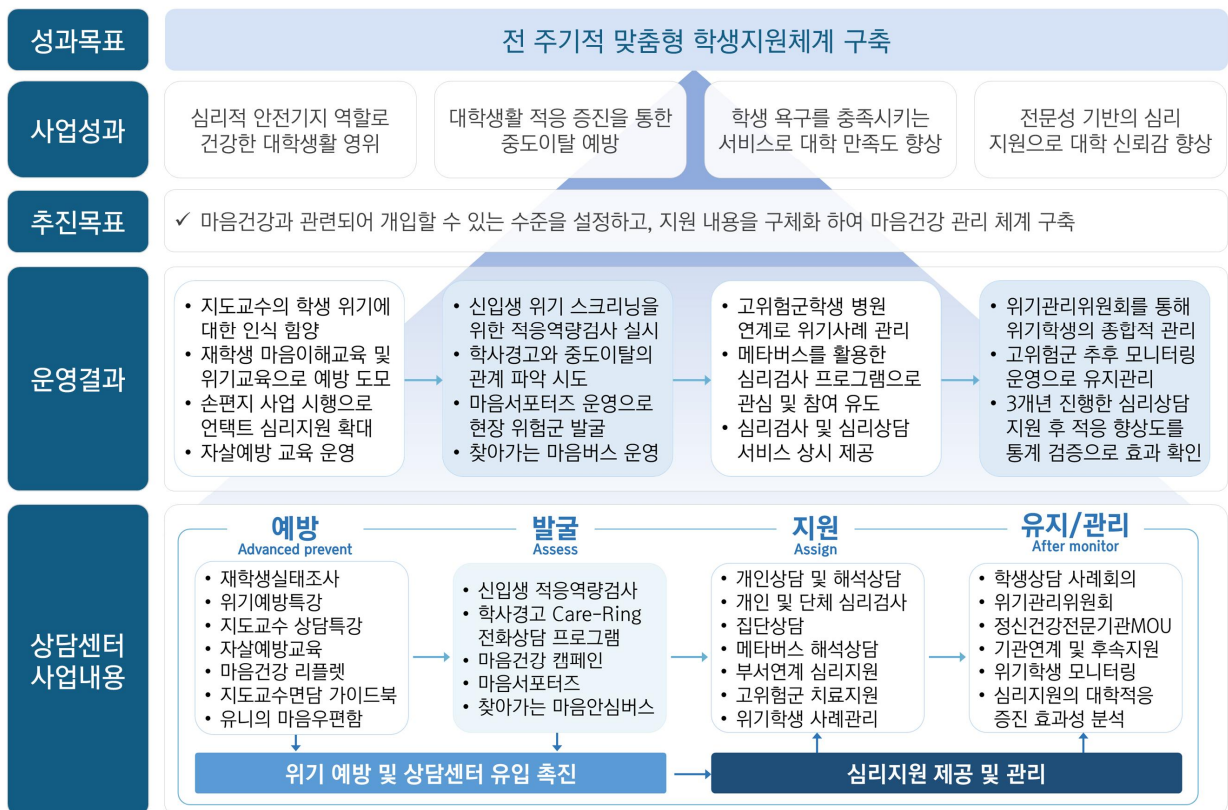 성과목표
전 주기적 맞춤형 학생지원체계 구축
사업성과
심리적 안전기지 역할로
건강한 대학생활 영위
대학생활 적응 증진을 통한
중도이탈 예방
학생 욕구를 충족시키는
서비스로 대학 만족도 향상
전문성 기반의 심리
지원으로 대학 신뢰감 향상
추진목표
✓ 마음건강과 관련되어 개입할 수 있는 수준을 설정하고, 지원 내용을 구체화 하여 마음건강 관리 체계 구축
운영결과
• 지도교수의 학생 위기에
대한 인식 함양
• 재학생 마음이해교육 및
위기교육으로 예방 도모
• 손편지 사업 시행으로
언택트 심리지원 확대
• 자살예방 교육 운영
• 신입생 위기 스크리닝을
위한 적응역량검사 실시
• 학사경고와 중도이탈의
관계 파악 시도
• 마음서포터즈 운영으로
현장 위험군 발굴
• 찾아가는 마음버스 운영
• 고위험군학생 병원
연계로 위기사례 관리
• 메타버스를 활용한
심리검사 프로그램으로
관심 및 참여 유도
• 심리검사 및 심리상담
서비스 상시 제공
• 위기관리위원회를 통해
위기학생의 종합적 관리
• 고위험군 추후 모니터링
운영으로 유지관리
• 3개년 진행한 심리상담
지원 후 적응 향상도를
통계 검증으로 효과 확인
상담센터
사업내용
예방
Advanced prevent
• 재학생실태조사
• 위기예방특강
• 지도교수 상담특강
• 자살예방교육
• 마음건강 리플렛
• 지도교수면담 가이드북
• 유니의 마음우편함
발굴
Assess
• 신입생 적응역량검사
• 학사경고 Care-Ring
전화상담 프로그램
• 마음건강 캠페인
• 마음서포터즈
• 찾아가는 마음안심버스
지원
Assign
• 개인상담 및 해석상담
• 개인 및 단체 심리검사
• 집단상담
• 메타버스 해석상담
• 부서연계 심리지원
• 고위험군 치료지원
• 위기학생 사례관리
유지/관리
After monitor
• 학생상담 사례회의
• 위기관리위원회
• 정신건강전문기관MOU
• 기관연계 및 후속지원
• 위기학생 모니터링
• 심리지원의 대학적응
증진 효과성 분석
위기 예방 및 상담센터 유입 촉진
심리지원 제공 및 관리